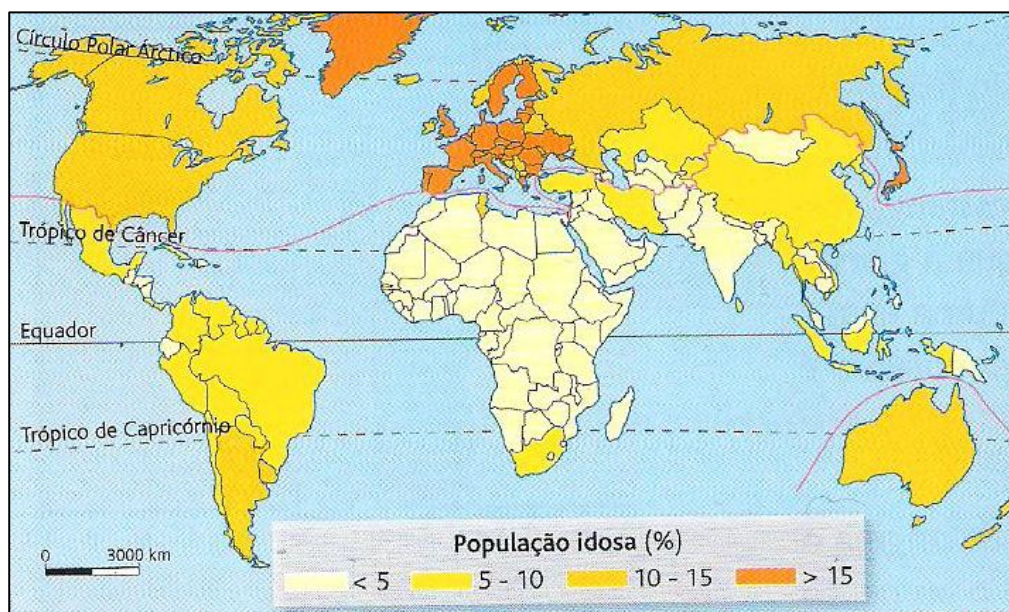 Círculo Polar Árctico
Trópico de Câncer
Equador
Trópico de Capricórnio
0 3000 km
População idosa (%)
< 5 5 - 10 10 - 15 > 15